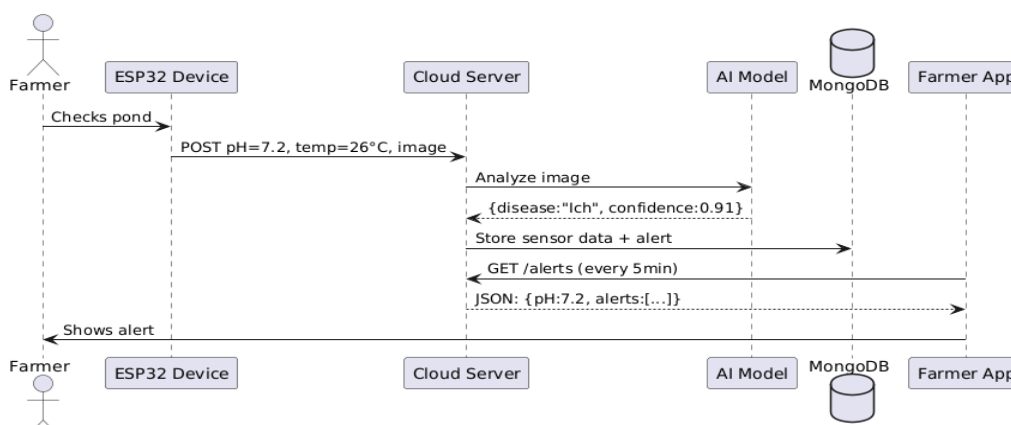 Farmer
ESP32 Device
Cloud Server
AI Model
MongoDB
Farmer App
Checks pond
POST pH=7.2, temp=26°C, image
Analyze image
{disease:"Ich", confidence:0.91}
Store sensor data + alert
GET /alerts (every 5min)
JSON: {pH:7.2, alerts:[...]}
Shows alert
Farmer
ESP32 Device
Cloud Server
AI Model
MongoDB
Farmer App